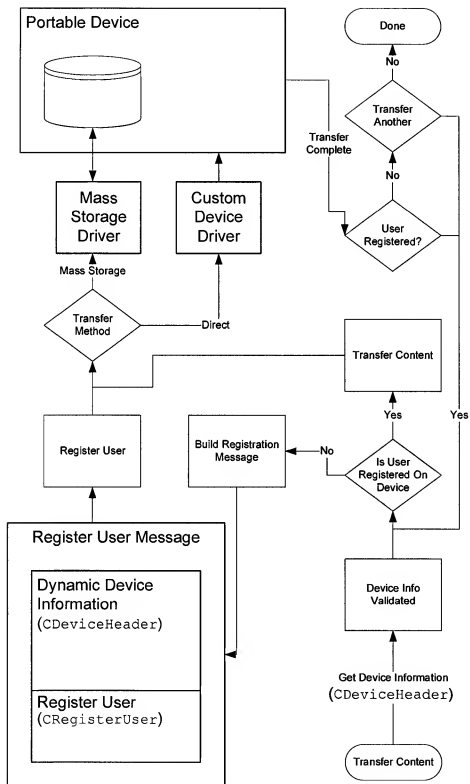 Portable Device
Done
No
Transfer
Another
Transfer
Complete
No
Mass
Storage
Driver
Custom
Device
Driver
User
Registered?
Mass Storage
Transfer
Method
Direct
Transfer Content
Yes
Yes
Register User
Build Registration
Message
No
Is User
Registered On
Device
Register User Message
Dynamic Device
Information
(CDeviceHeader)
Device Info
Validated
Get Device Information
(CDeviceHeader)
Register User
(CRegisterUser)
Transfer Content